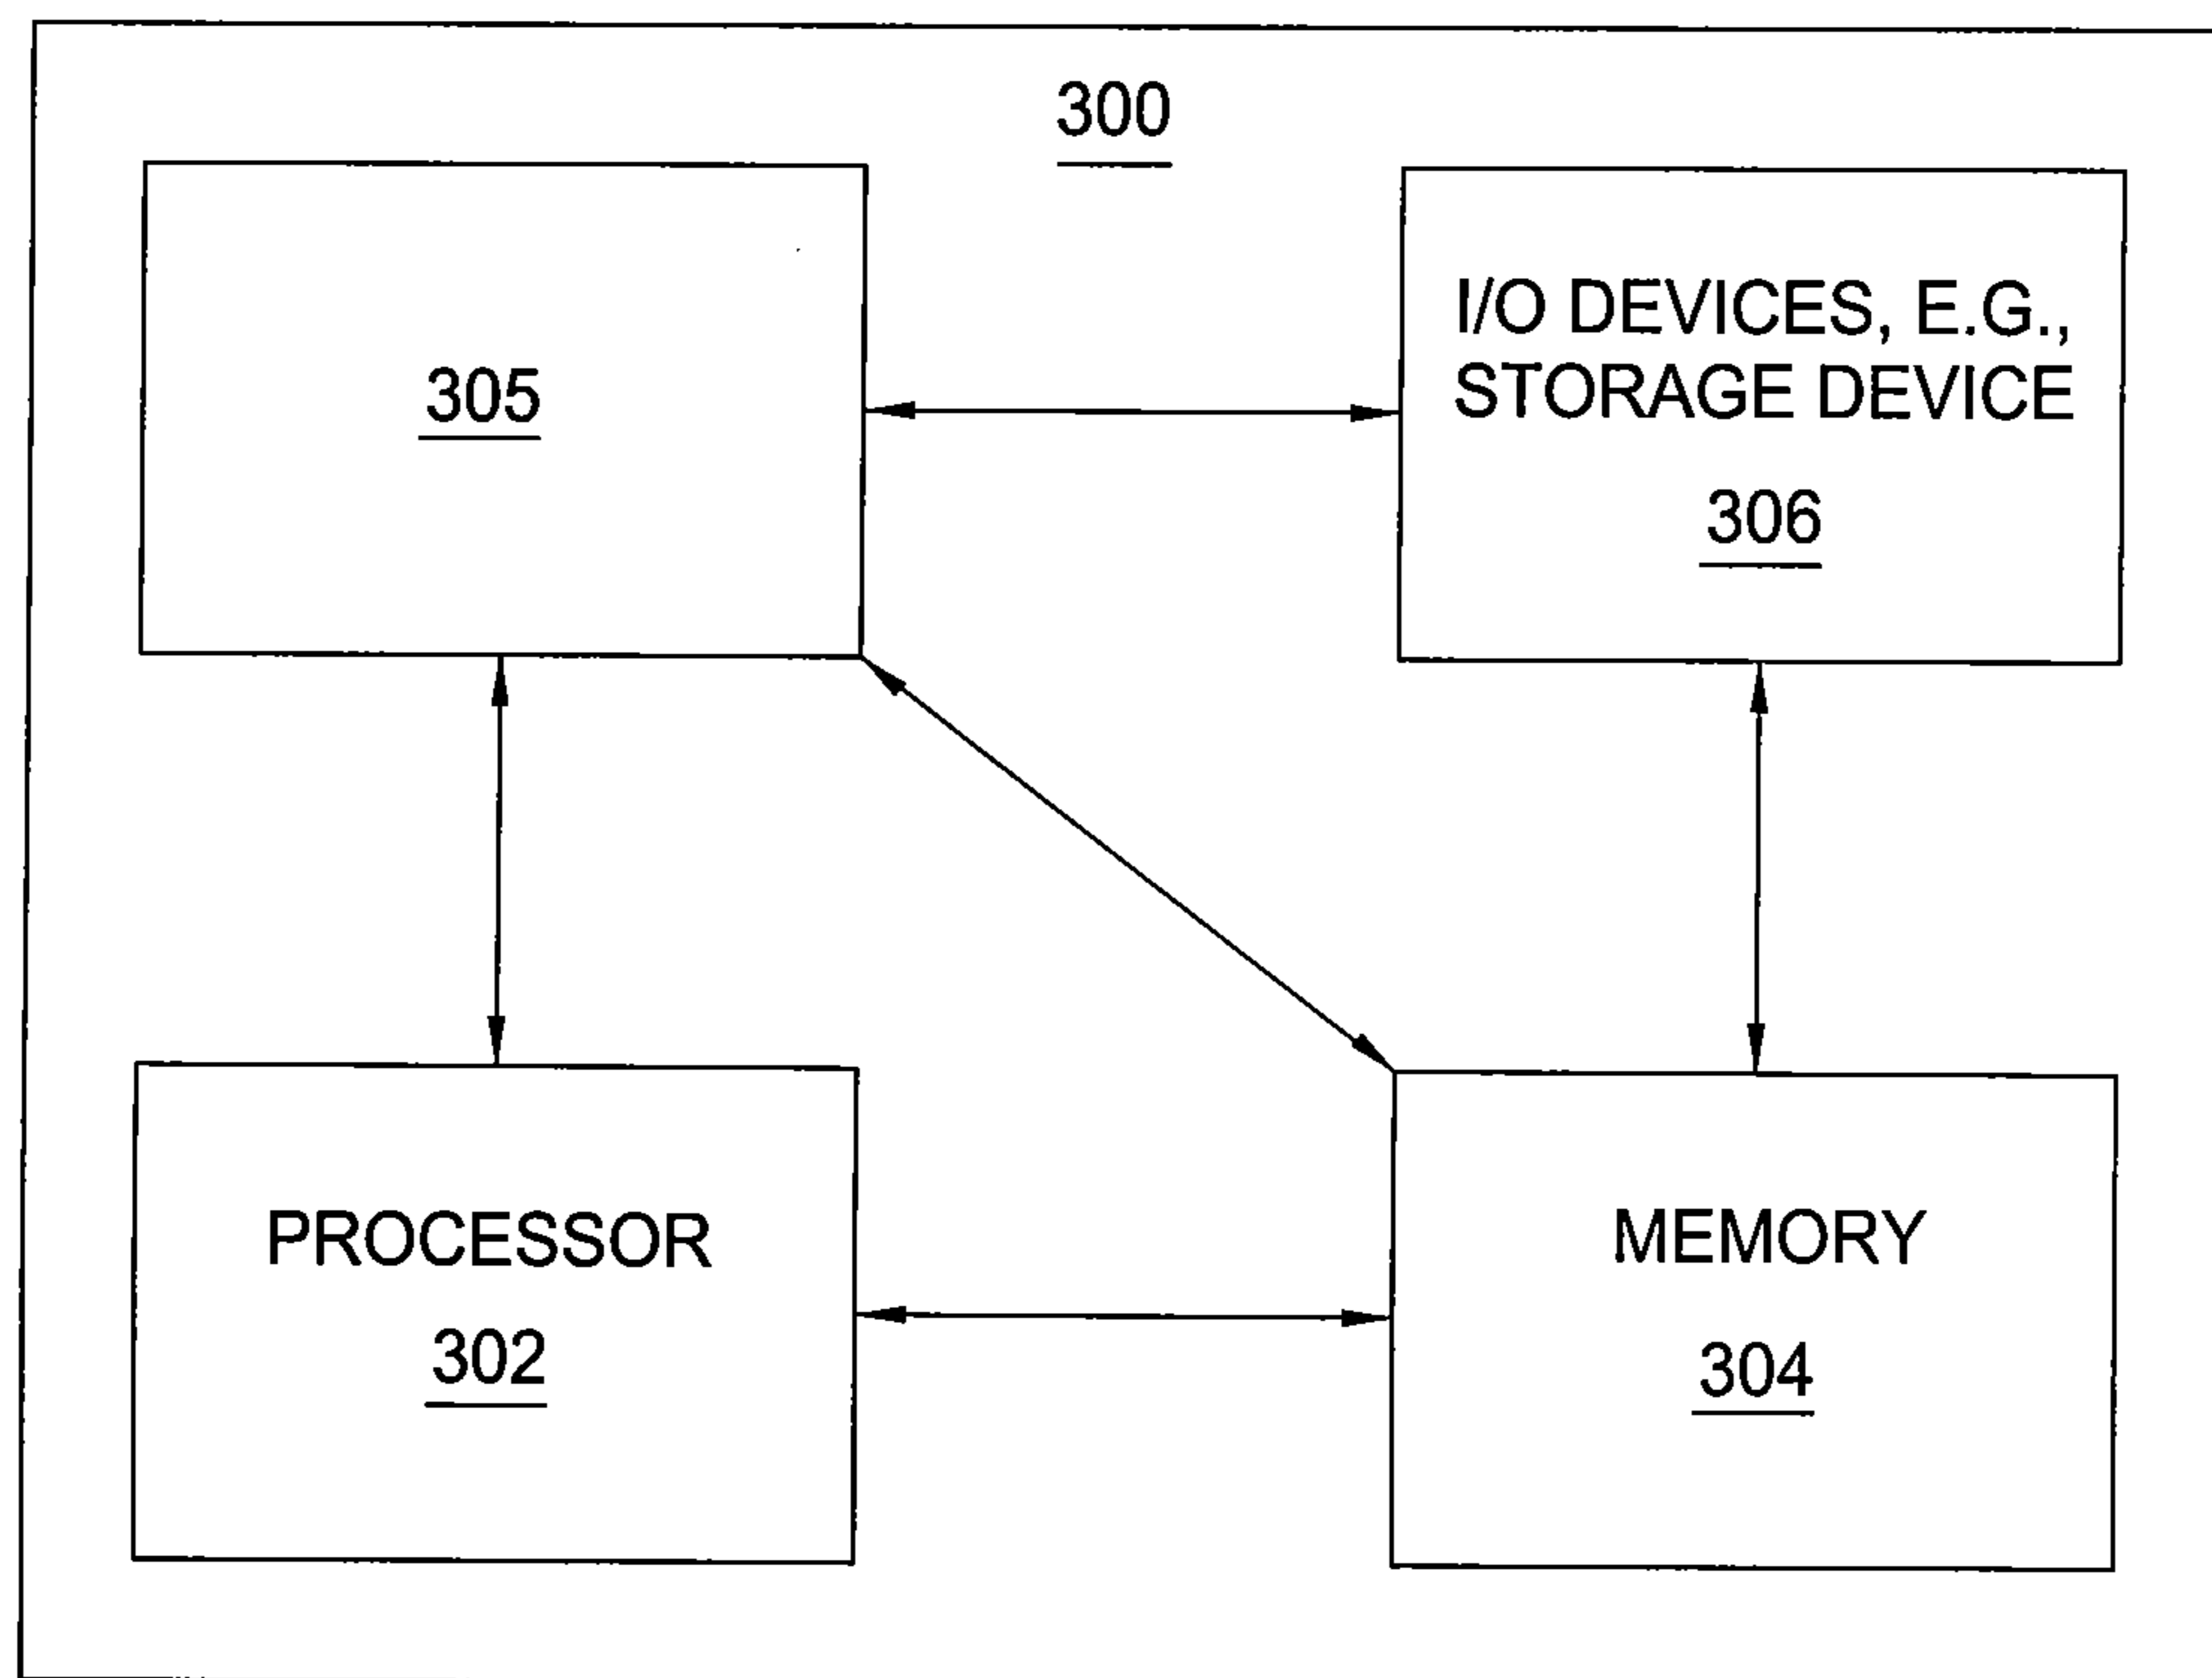 300
305
I/O DEVICES, E.G.,
STORAGE DEVICE
306
PROCESSOR
302
MEMORY
304